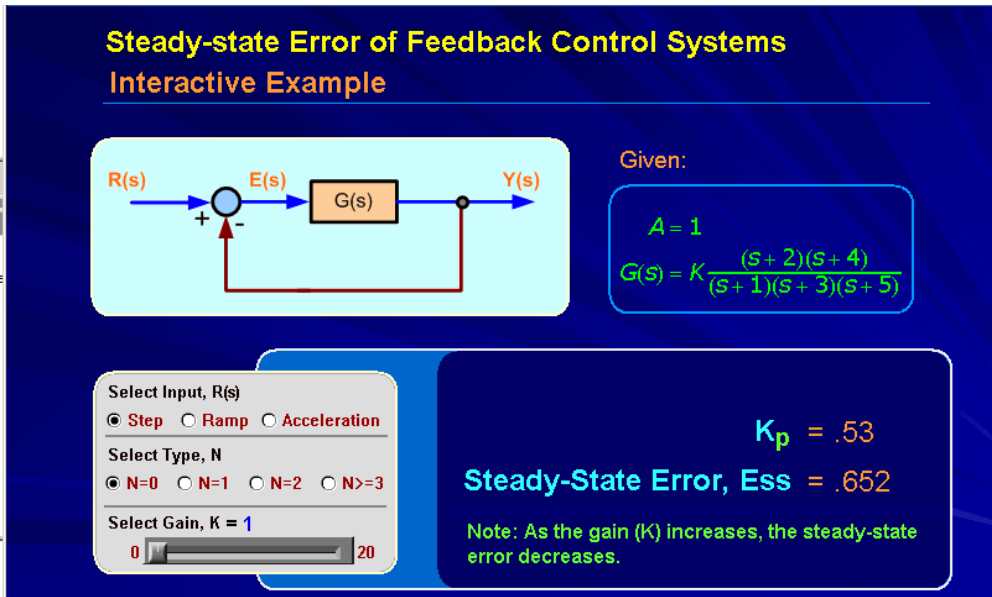 Steady-state Error of Feedback Control Systems
Interactive Example
R(s)
E(s)
G(s)
Y(s)
+
-
Given:
A = 1
G(s) = K (s + 2)(s + 4) / (s + 1)(s + 3)(s + 5)
Select Input, R(s)
Step Ramp Acceleration
Select Type, N
N=0 N=1 N=2 N>=3
Select Gain, K = 1
0 20
Kp = .53
Steady-State Error, Ess = .652
Note: As the gain (K) increases, the steady-state
error decreases.